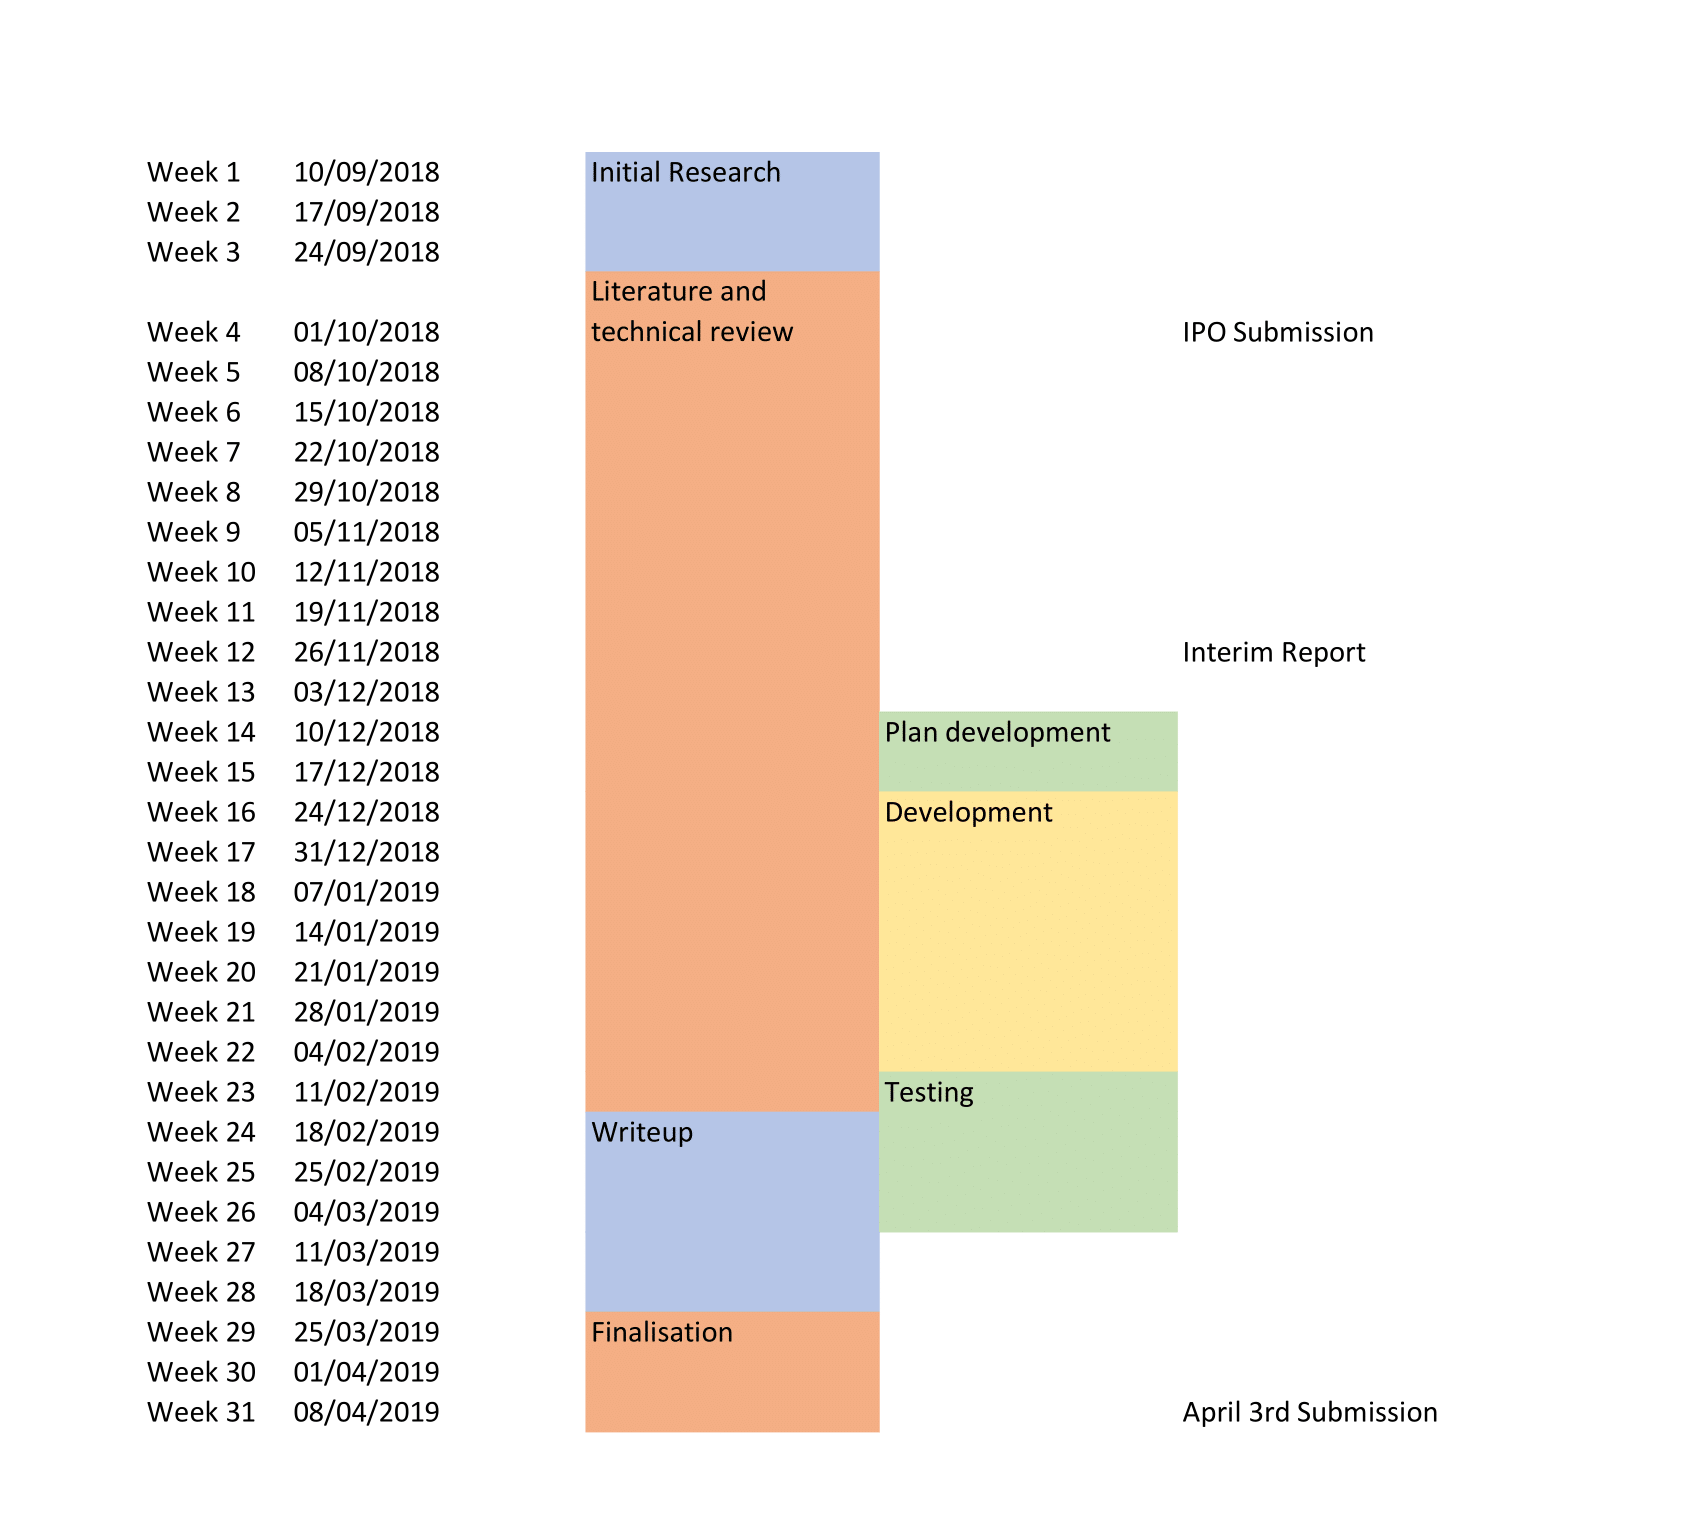 Week 1 10/09/2018 Initial Research
Week 2 17/09/2018
Week 3 24/09/2018
Literature and
Week 4 01/10/2018 technical review IPO Submission
Week 5 08/10/2018
Week 6 15/10/2018
Week 7 22/10/2018
Week 8 29/10/2018
Week 9 05/11/2018
Week 10 12/11/2018
Week 11 19/11/2018
Week 12 26/11/2018 Interim Report
Week 13 03/12/2018
Week 14 10/12/2018 Plan development
Week 15 17/12/2018
Week 16 24/12/2018 Development
Week 17 31/12/2018
Week 18 07/01/2019
Week 19 14/01/2019
Week 20 21/01/2019
Week 21 28/01/2019
Week 22 04/02/2019
Week 23 11/02/2019 Testing
Week 24 18/02/2019 Writeup
Week 25 25/02/2019
Week 26 04/03/2019
Week 27 11/03/2019
Week 28 18/03/2019
Week 29 25/03/2019 Finalisation
Week 30 01/04/2019
Week 31 08/04/2019 April 3rd Submission